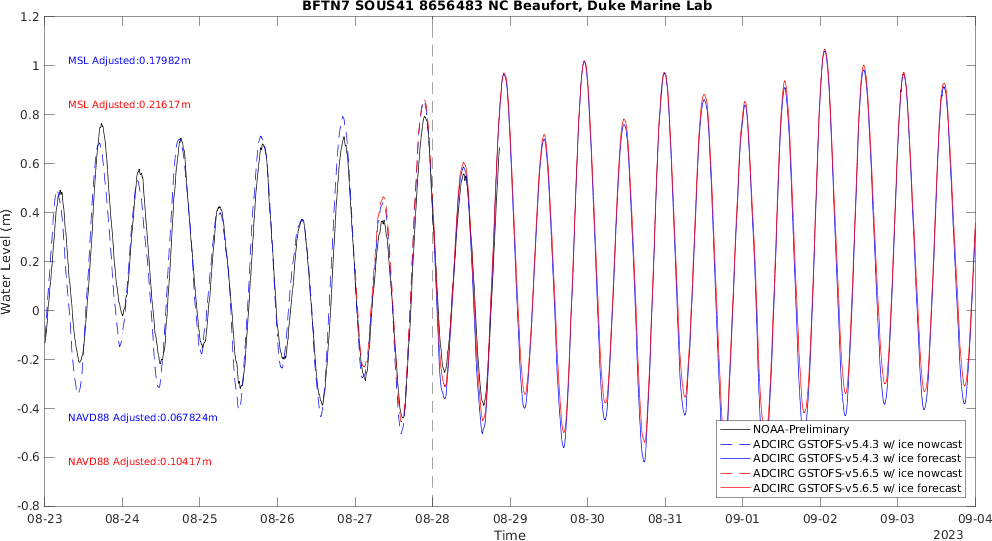 BFTN7 SOUS41 8656483 NC Beaufort, Duke Marine Lab
1.2
1
0.8
0.6
0.4
0.2
0
-0.2
-0.4
-0.6
-0.8
Water Level (m)
MSL Adjusted:0.17982m
MSL Adjusted:0.21617m
NAVD88 Adjusted:0.067824m
NAVD88 Adjusted:0.10417m
NOAA-Preliminary
ADCIRC GSTOFS-v5.4.3 w/ ice nowcast
ADCIRC GSTOFS-v5.4.3 w/ ice forecast
ADCIRC GSTOFS-v5.6.5 w/ ice nowcast
ADCIRC GSTOFS-v5.6.5 w/ ice forecast
08-23 08-24 08-25 08-26 08-27 08-28 08-29 08-30 08-31 09-01 09-02 09-03 09-04
Time
2023